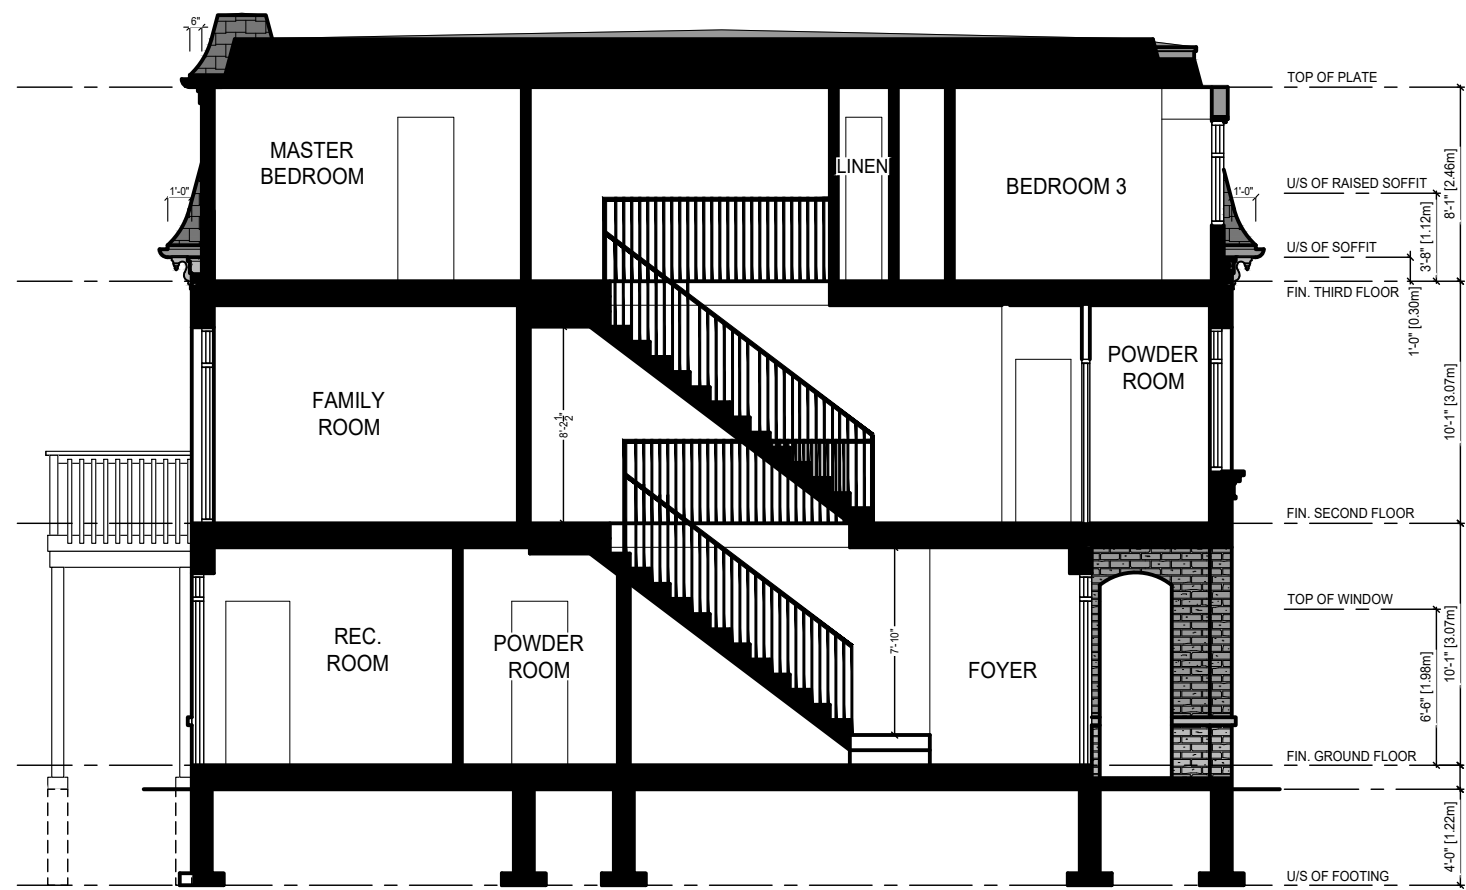 6"
TOP OF PLATE
MASTER
BEDROOM
LINEN
BEDROOM 3
1'-0"
1'-0"
U/S OF RAISED SOFFIT
8'-1" [2.46m]
3'-8" [1.12m]
U/S OF SOFFIT
FIN. THIRD FLOOR
1'-0" [0.30m]
POWDER
ROOM
FAMILY
ROOM
8'-2 1/2"
10'-1" [3.07m]
FIN. SECOND FLOOR
TOP OF WINDOW
REC.
ROOM
POWDER
ROOM
7'-10"
FOYER
10'-1" [3.07m]
6'-6" [1.98m]
FIN. GROUND FLOOR
4'-0" [1.22m]
U/S OF FOOTING